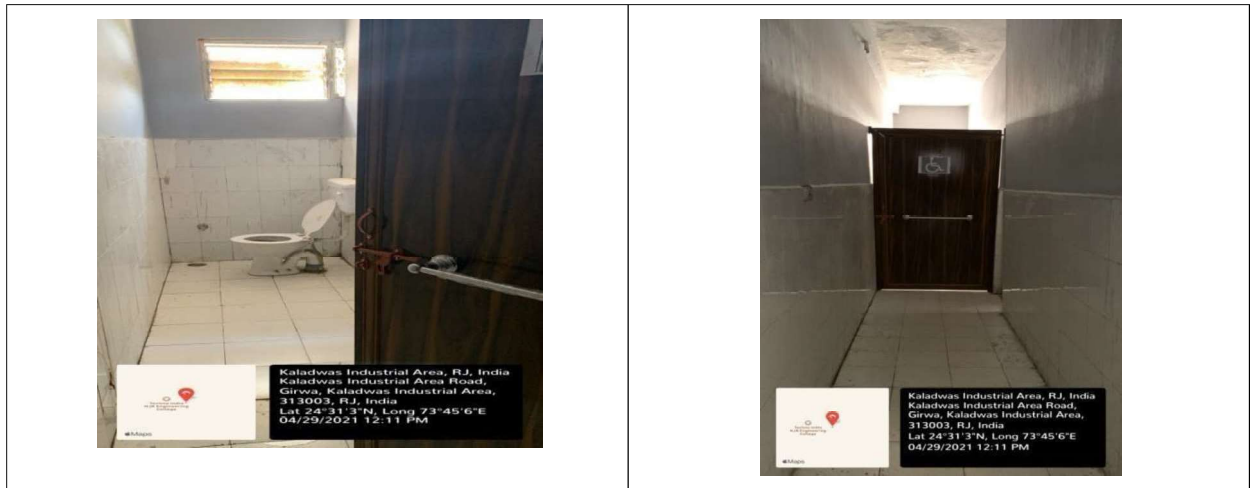 Kaladwas Industrial Area, RJ, India
Kaladwas Industrial Area Road,
Girwa, Kaladwas Industrial Area,
313003, RJ, India
Lat 24°31'3"N, Long 73°45'6"E
04/29/2021 12:11 PM
Maps
Kaladwas Industrial Area, RJ, India
Kaladwas Industrial Area Road,
Girwa, Kaladwas Industrial Area,
313003, RJ, India
Lat 24°31'3"N, Long 73°45'6"E
04/29/2021 12:11 PM
Maps